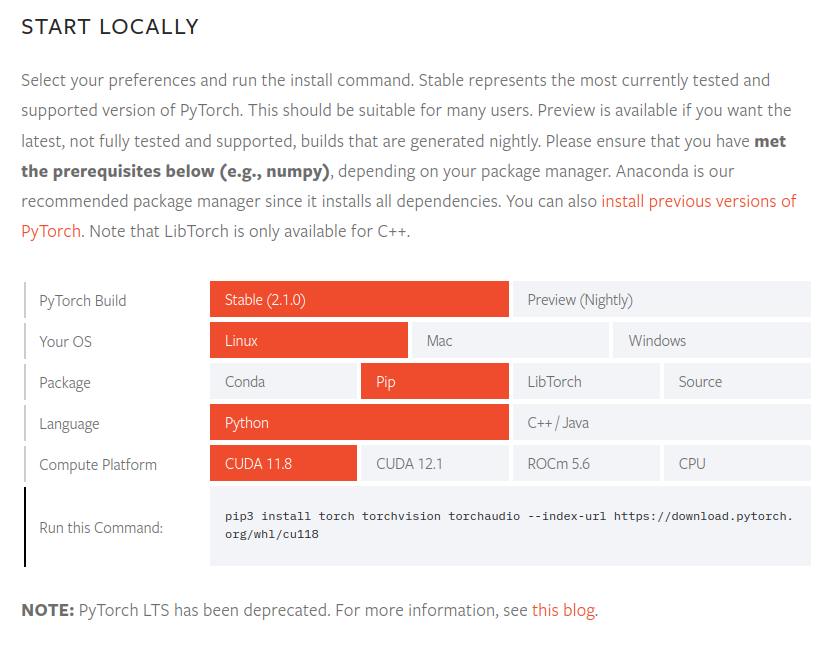 START LOCALLY
Select your preferences and run the install command. Stable represents the most currently tested and
supported version of PyTorch. This should be suitable for many users. Preview is available if you want the
latest, not fully tested and supported, builds that are generated nightly. Please ensure that you have met
the prerequisites below (e.g., numpy), depending on your package manager. Anaconda is our
recommended package manager since it installs all dependencies. You can also install previous versions of
PyTorch. Note that LibTorch is only available for C++.
PyTorch Build Stable (2.1.0) Preview (Nightly)
Your OS Linux Mac Windows
Package Conda Pip LibTorch Source
Language Python C++ / Java
Compute Platform CUDA 11.8 CUDA 12.1 ROCm 5.6 CPU
Run this Command: pip3 install torch torchvision torchaudio --index-url https://download.pytorch.
org/whl/cu118
NOTE: PyTorch LTS has been deprecated. For more information, see this blog.